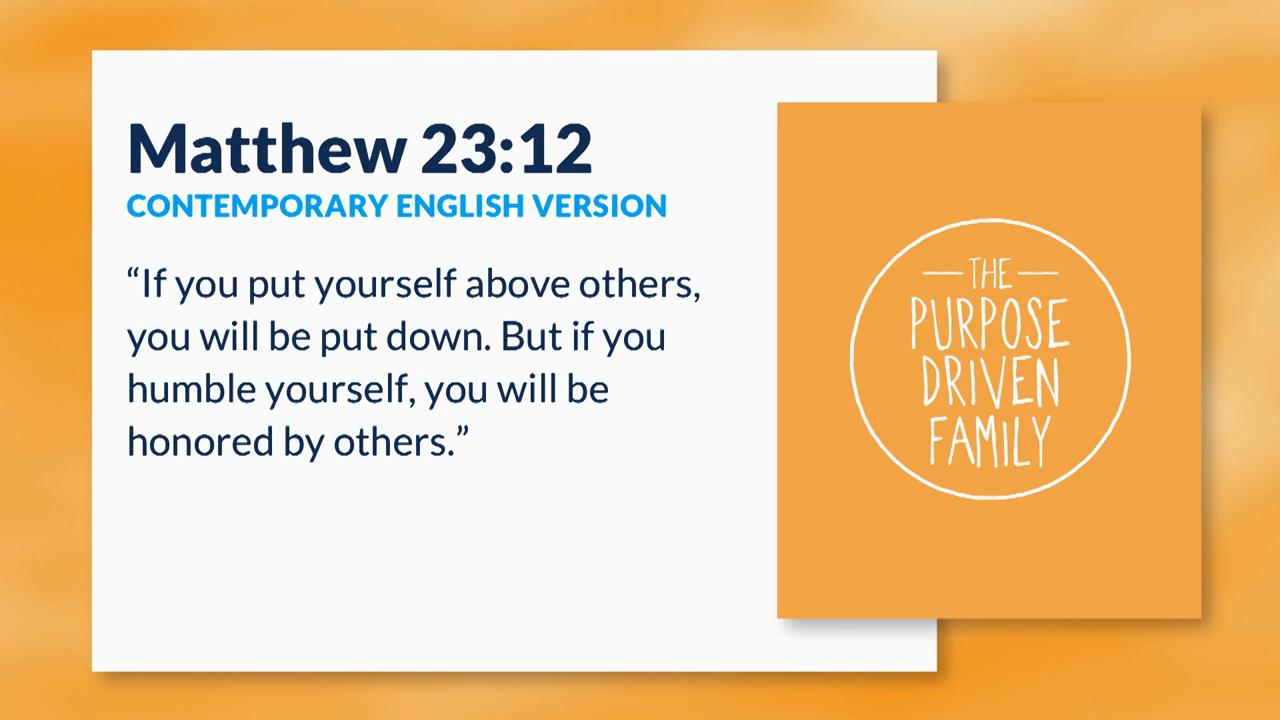 Matthew 23:12
CONTEMPORARY ENGLISH VERSION
“If you put yourself above others,
you will be put down. But if you
humble yourself, you will be
honored by others.”
THE
PURPOSE
DRIVEN
FAMILY